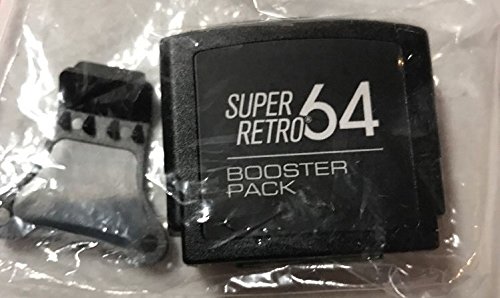 SUPER
RETRO®64
BOOSTER
PACK